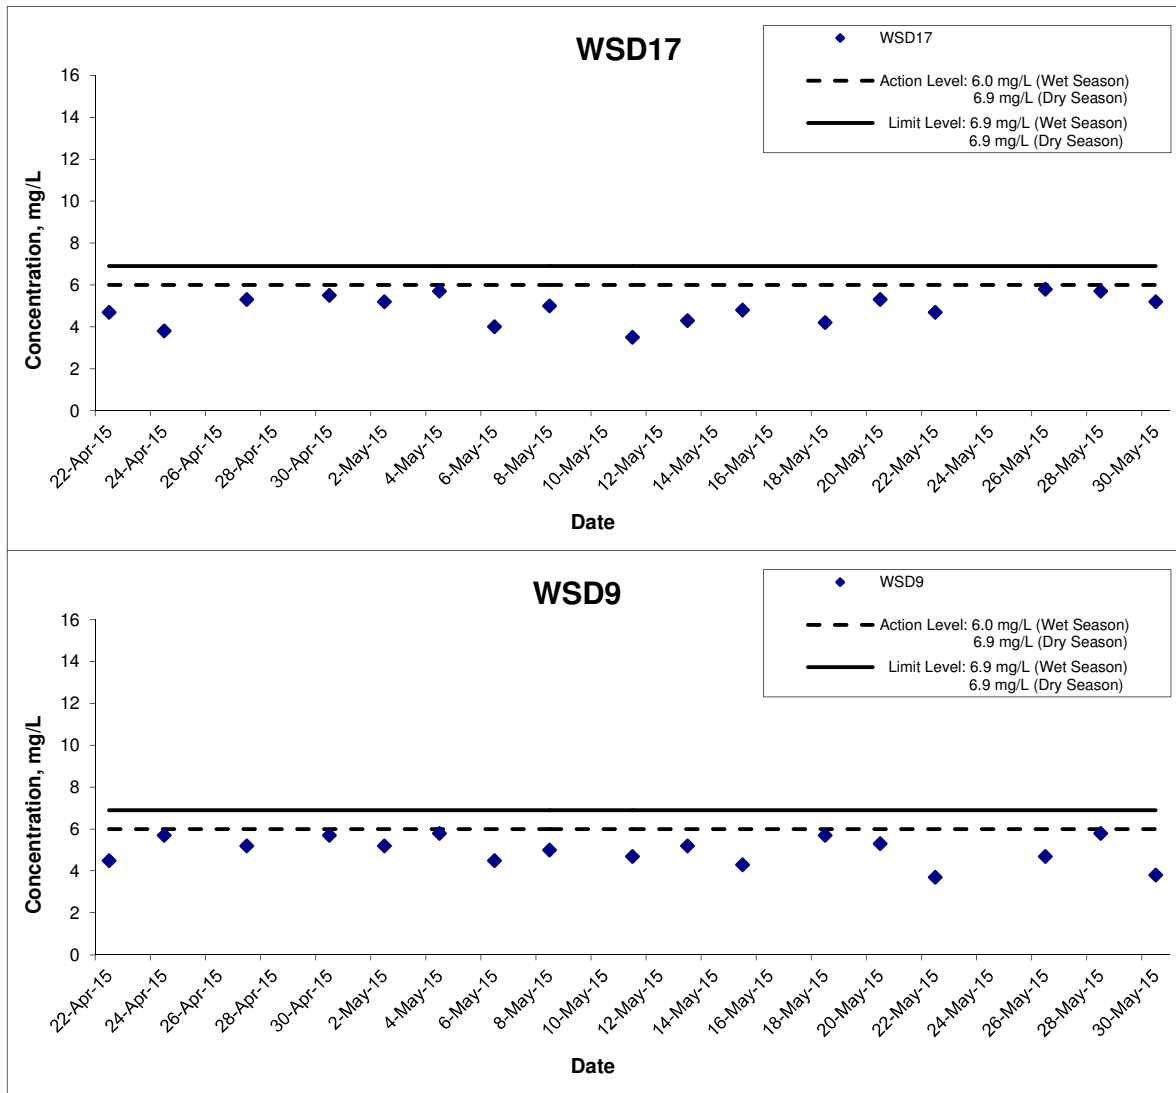 WSD17
WSD17
Action Level: 6.0 mg/L (Wet Season)
6.9 mg/L (Dry Season)
Limit Level: 6.9 mg/L (Wet Season)
6.9 mg/L (Dry Season)
Concentration, mg/L
16
14
12
10
8
6
4
2
0
22-Apr-15
24-Apr-15
26-Apr-15
28-Apr-15
30-Apr-15
2-May-15
4-May-15
6-May-15
8-May-15
10-May-15
12-May-15
14-May-15
16-May-15
18-May-15
20-May-15
22-May-15
24-May-15
26-May-15
28-May-15
30-May-15
Date
WSD9
WSD9
Action Level: 6.0 mg/L (Wet Season)
6.9 mg/L (Dry Season)
Limit Level: 6.9 mg/L (Wet Season)
6.9 mg/L (Dry Season)
Concentration, mg/L
16
14
12
10
8
6
4
2
0
22-Apr-15
24-Apr-15
26-Apr-15
28-Apr-15
30-Apr-15
2-May-15
4-May-15
6-May-15
8-May-15
10-May-15
12-May-15
14-May-15
16-May-15
18-May-15
20-May-15
22-May-15
24-May-15
26-May-15
28-May-15
30-May-15
Date